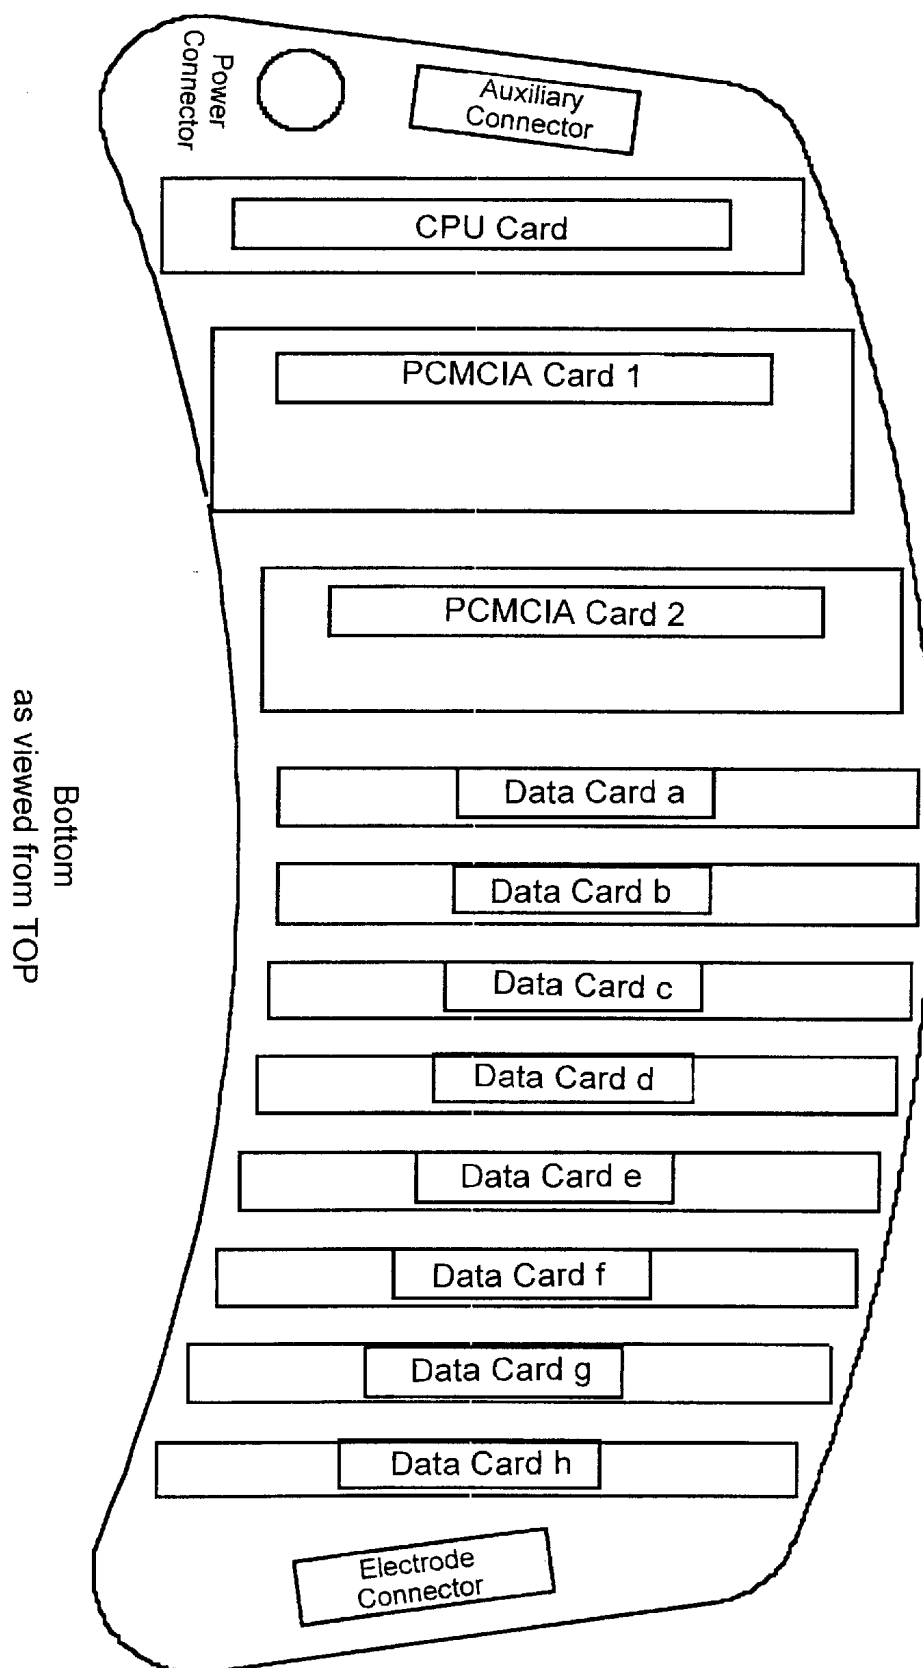 Power
Connector
Auxiliary
Connector
CPU Card
PCMCIA Card 1
PCMCIA Card 2
Data Card a
Data Card b
Data Card c
Data Card d
Data Card e
Data Card f
Data Card g
Data Card h
Electrode
Connector
Bottom
as viewed from TOP